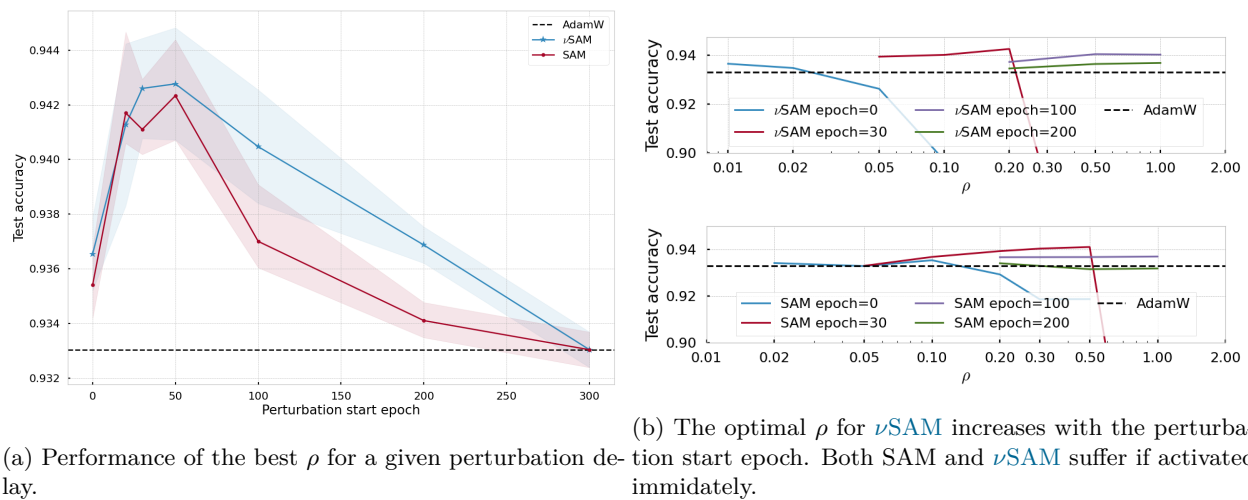 0.944
0.942
0.940
0.938
0.936
0.934
0.932
Test accuracy
0
50
100
150
200
250
300
Perturbation start epoch
AdamW
νSAM
SAM
(a) Performance of the best ρ for a given perturbation de-
lay.
0.94
0.92
0.90
Test accuracy
νSAM epoch=0
νSAM epoch=30
νSAM epoch=100
νSAM epoch=200
AdamW
0.01
0.02
0.05
0.10
0.20
0.30
0.50
1.00
2.00
ρ
0.94
0.92
0.90
Test accuracy
SAM epoch=0
SAM epoch=30
SAM epoch=100
SAM epoch=200
AdamW
0.01
0.02
0.05
0.10
0.20
0.30
0.50
1.00
2.00
ρ
(b) The optimal ρ for νSAM increases with the perturba-
tion start epoch. Both SAM and νSAM suffer if activated
immidately.